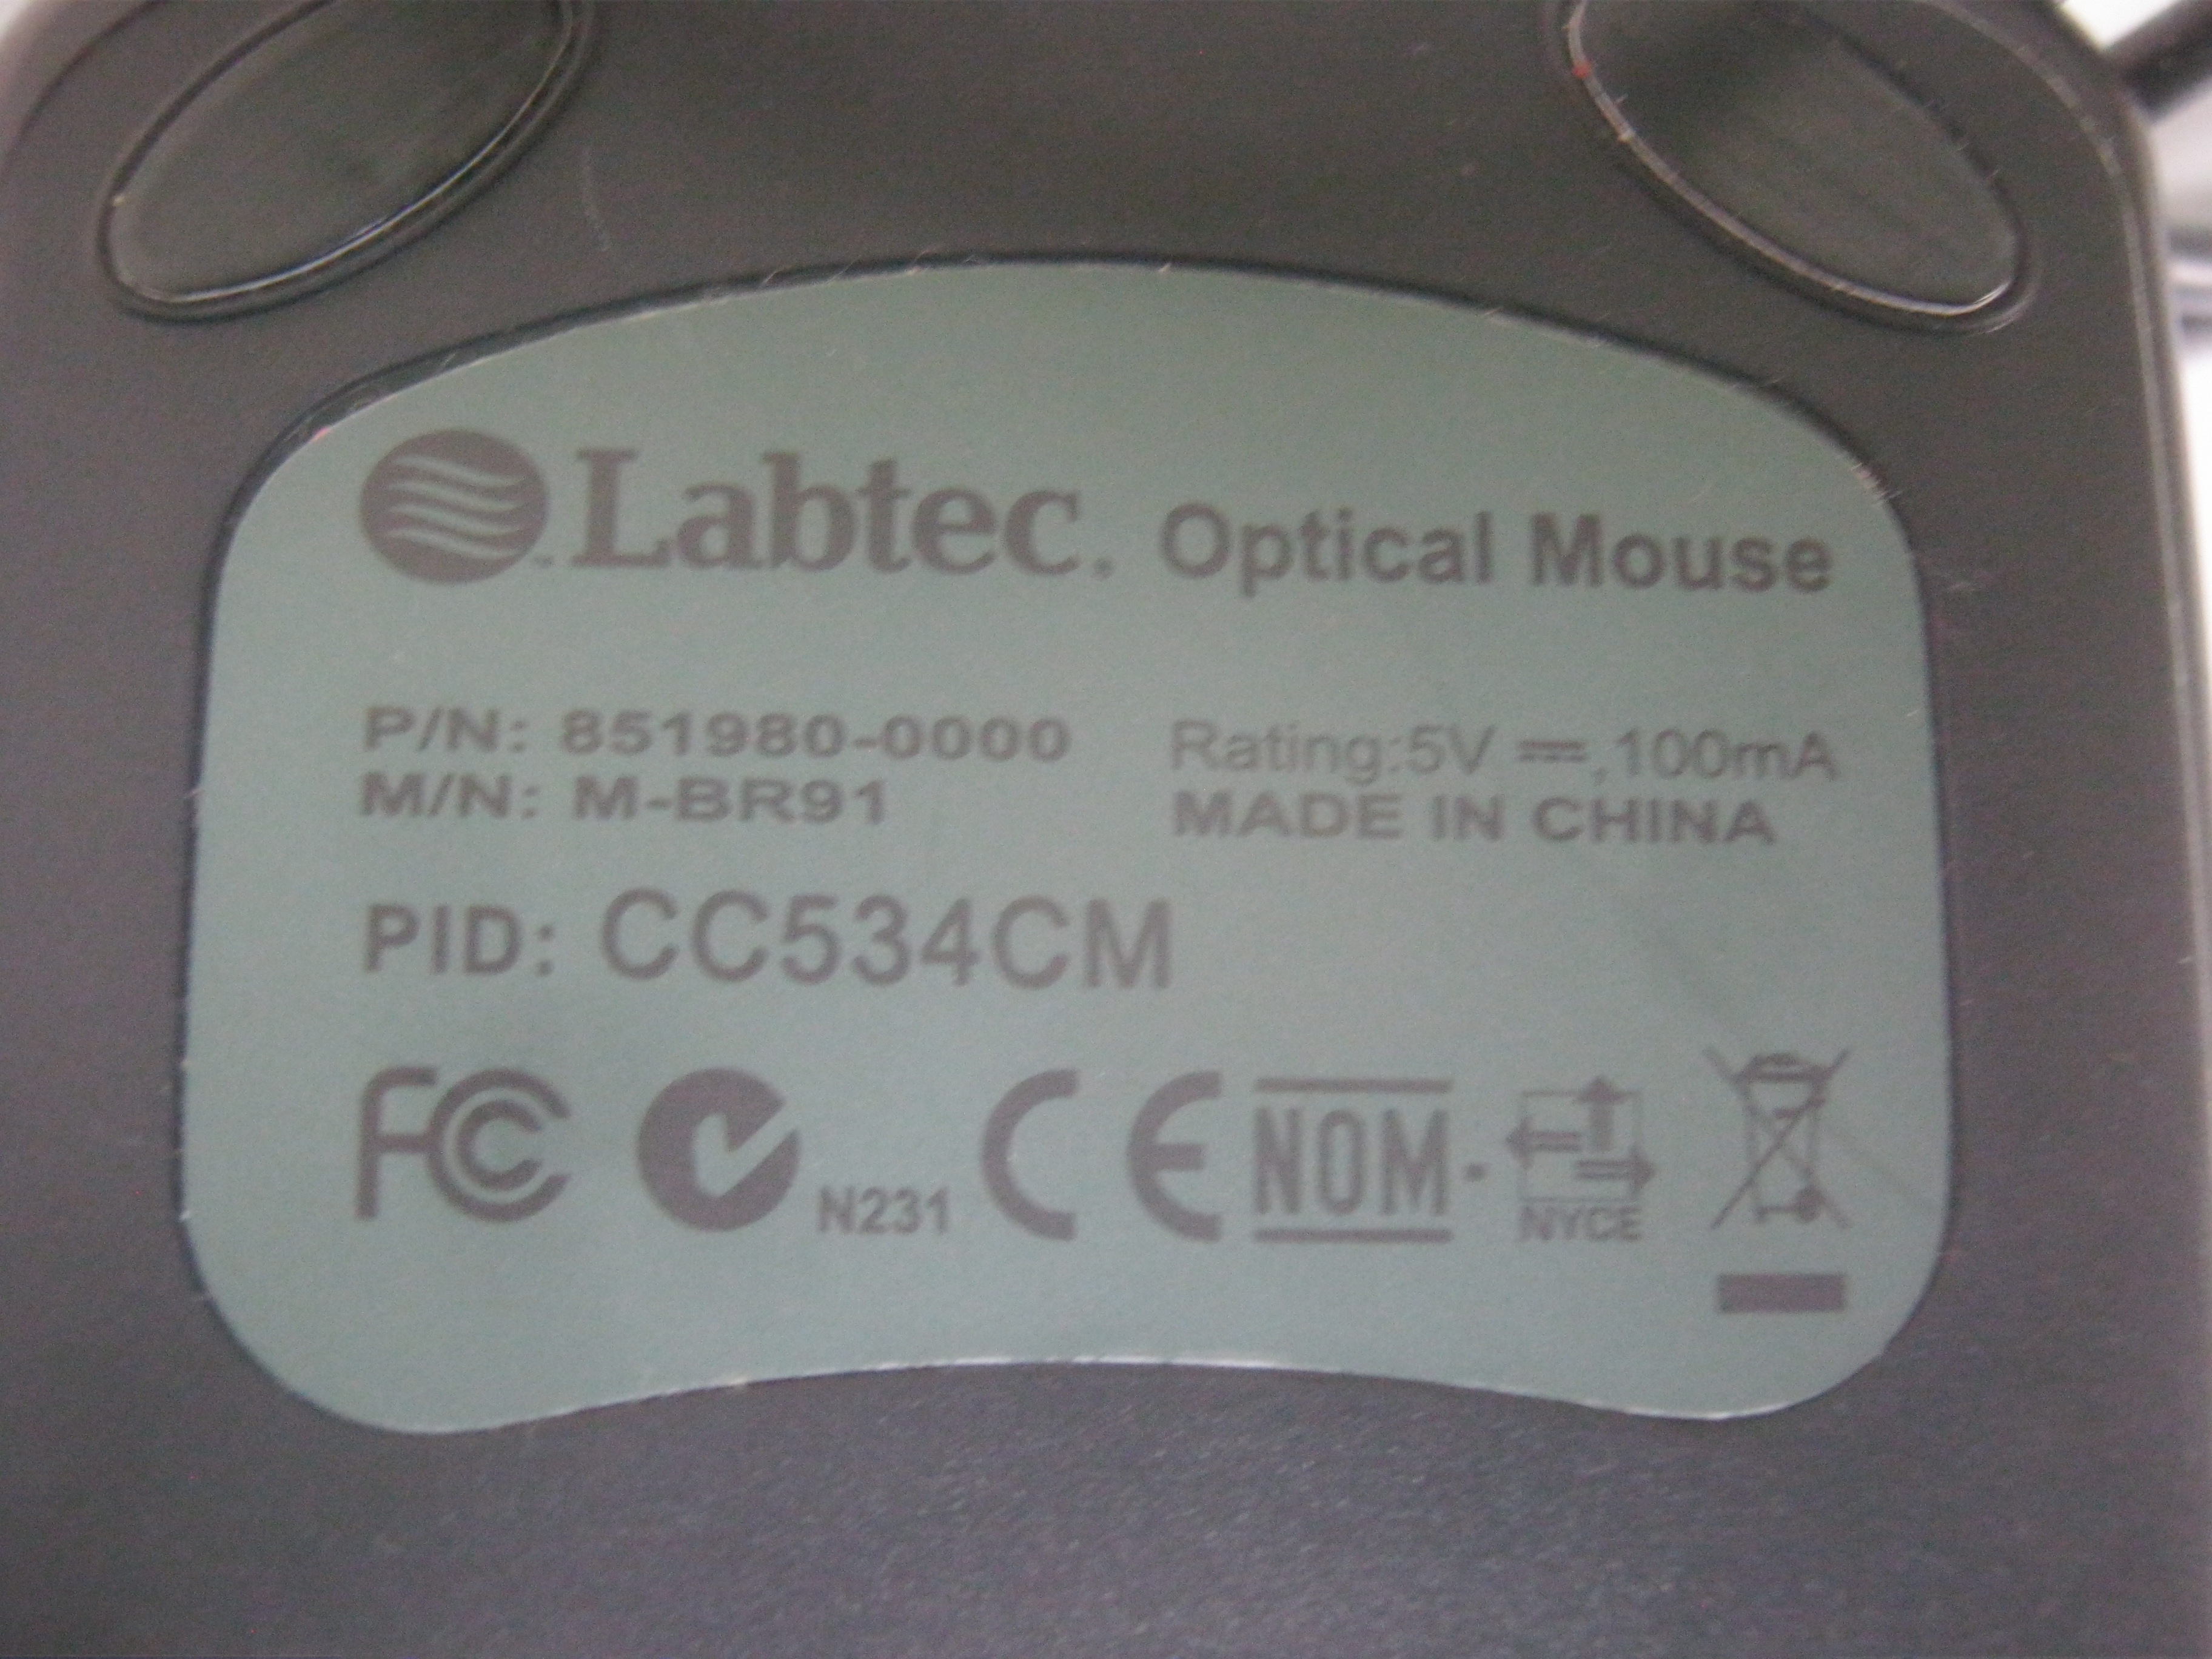 Labtec. Optical Mouse
P/N: 851980-0000
M/N: M-BR91
Rating:5V ⎓,100mA
MADE IN CHINA
PID: CC534CM
FC N231 CE NOM. NYCE